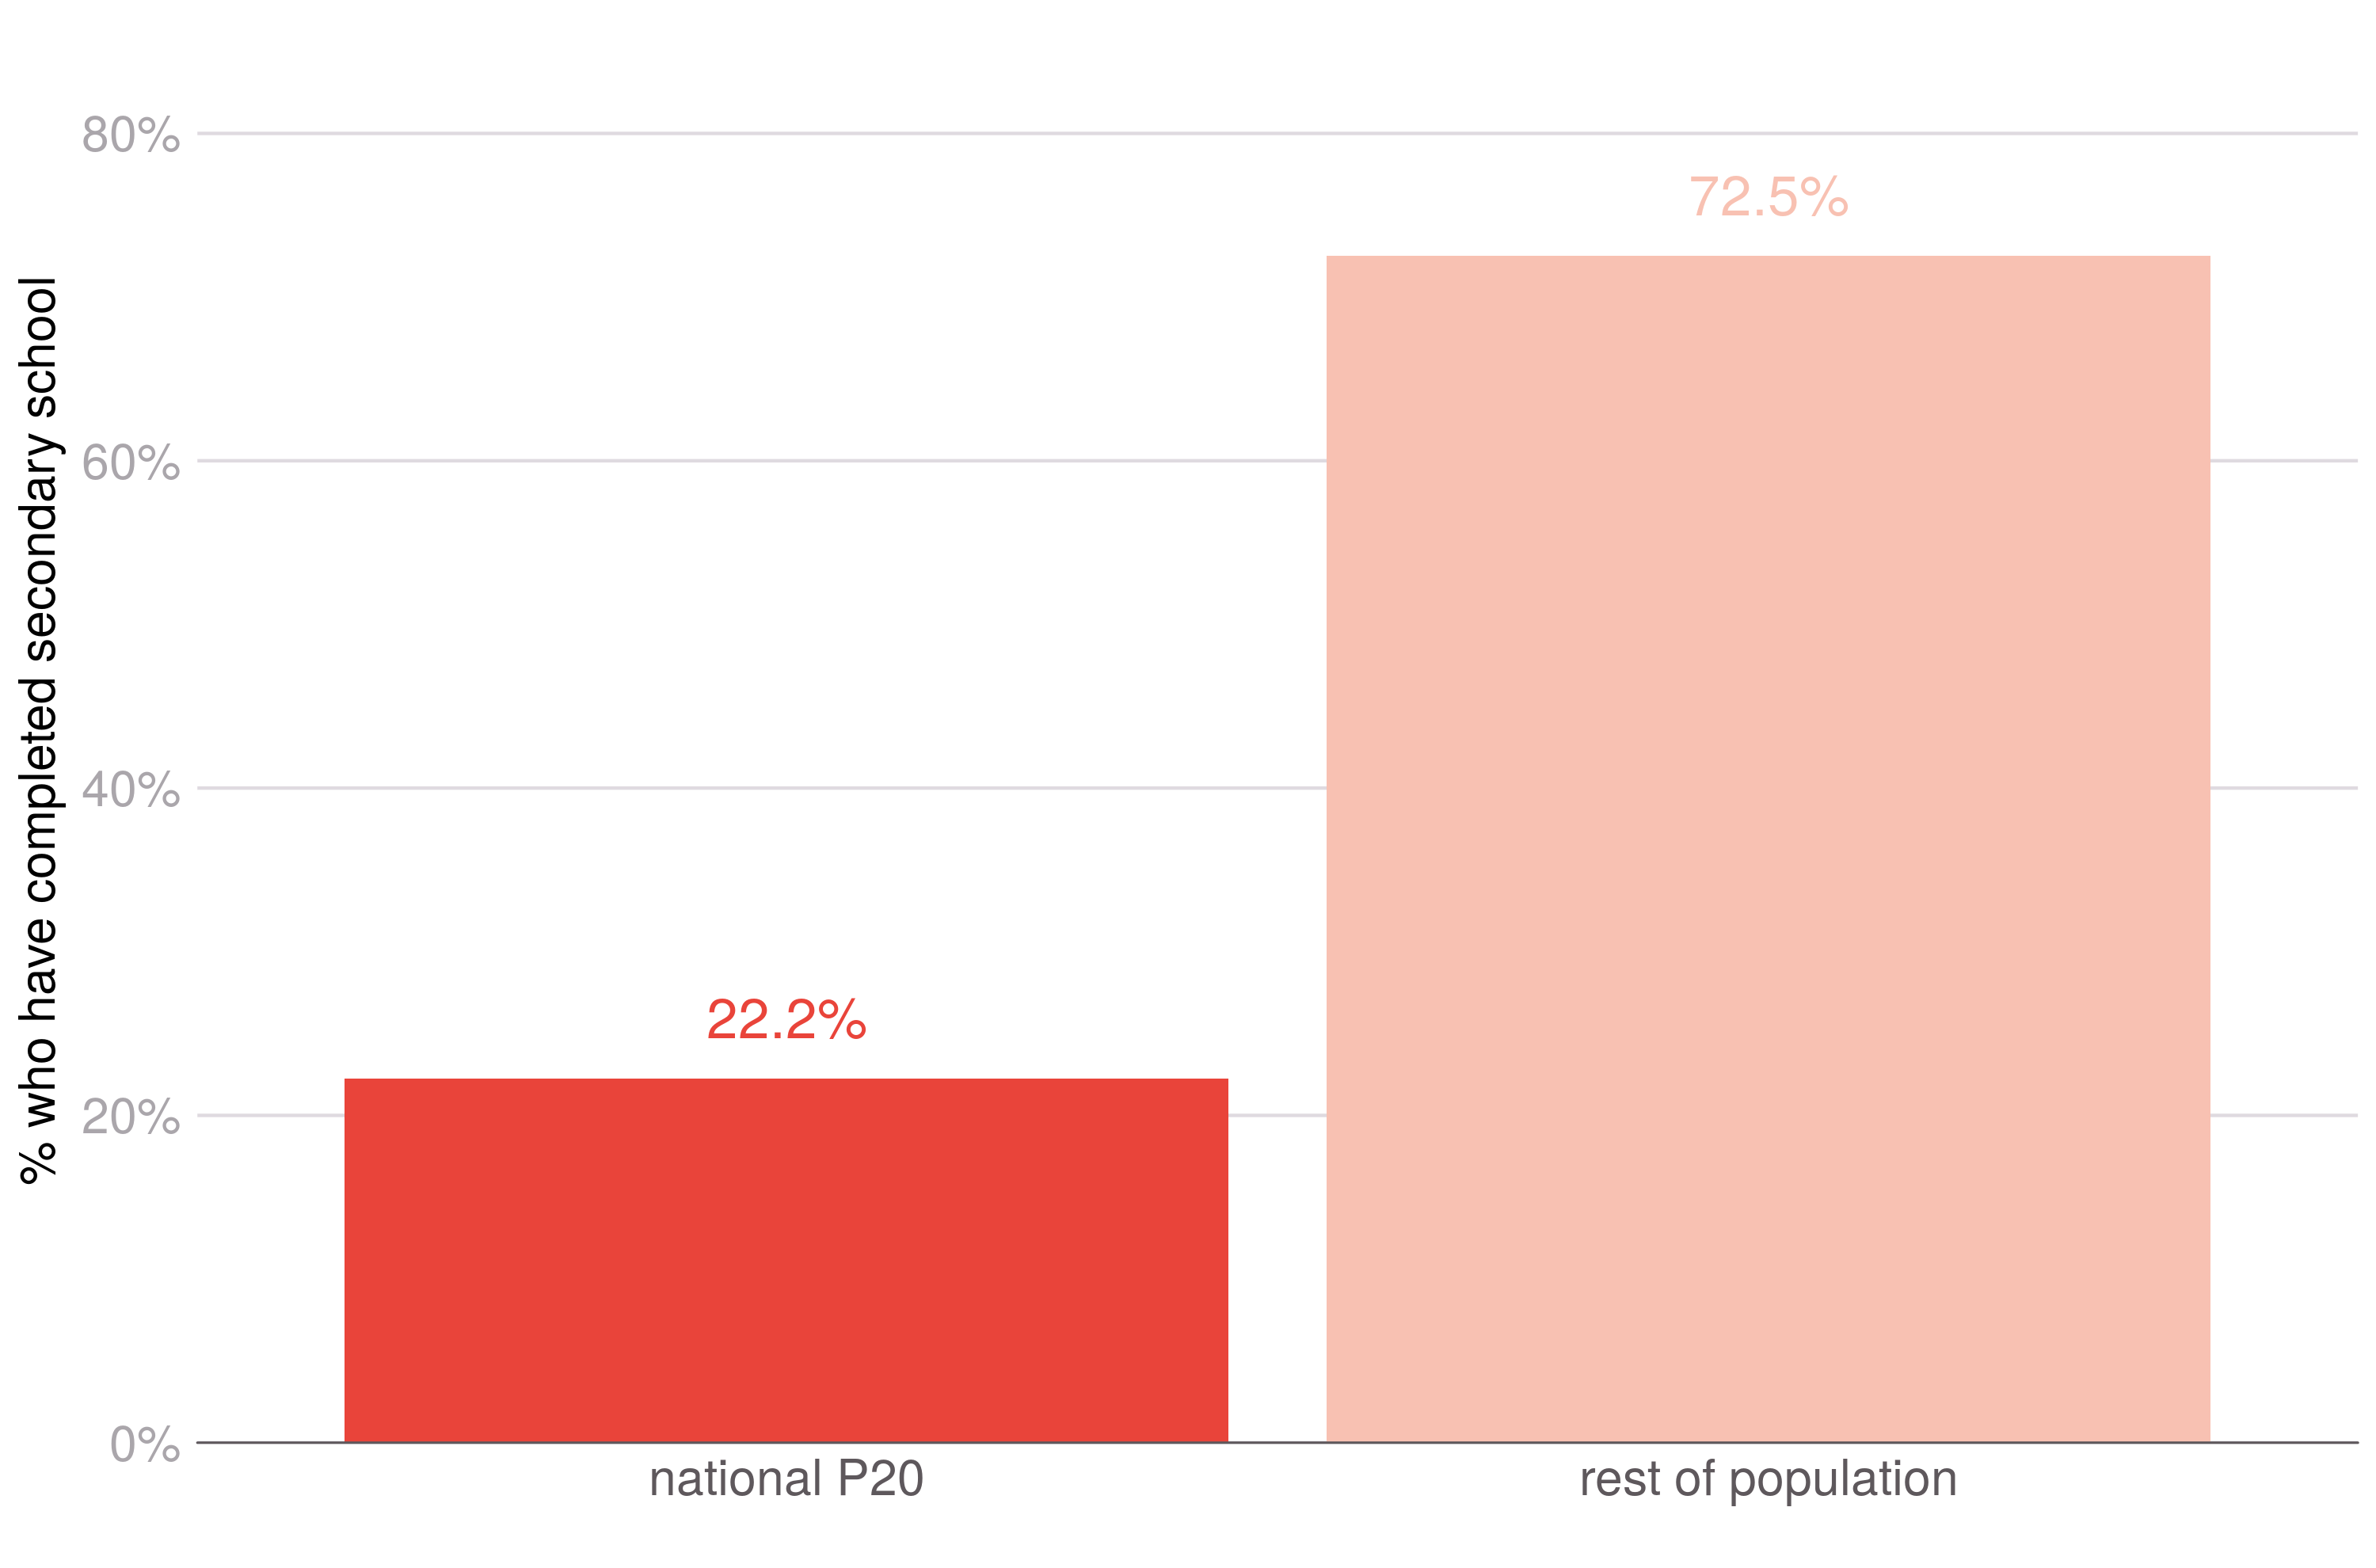 % who have completed secondary school
80%
60%
40%
20%
0%
72.5%
22.2%
national P20
rest of population